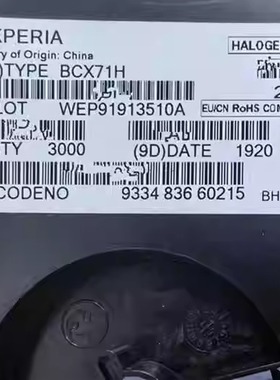 XPERIA
HALOGE
ry of Origin: China
)TYPE BCX71H
LOT WEP91913510A
EU/CN RoHS COM
TY 3000 (9D)DATE 1920
CODENO 9334 836 60215
BH